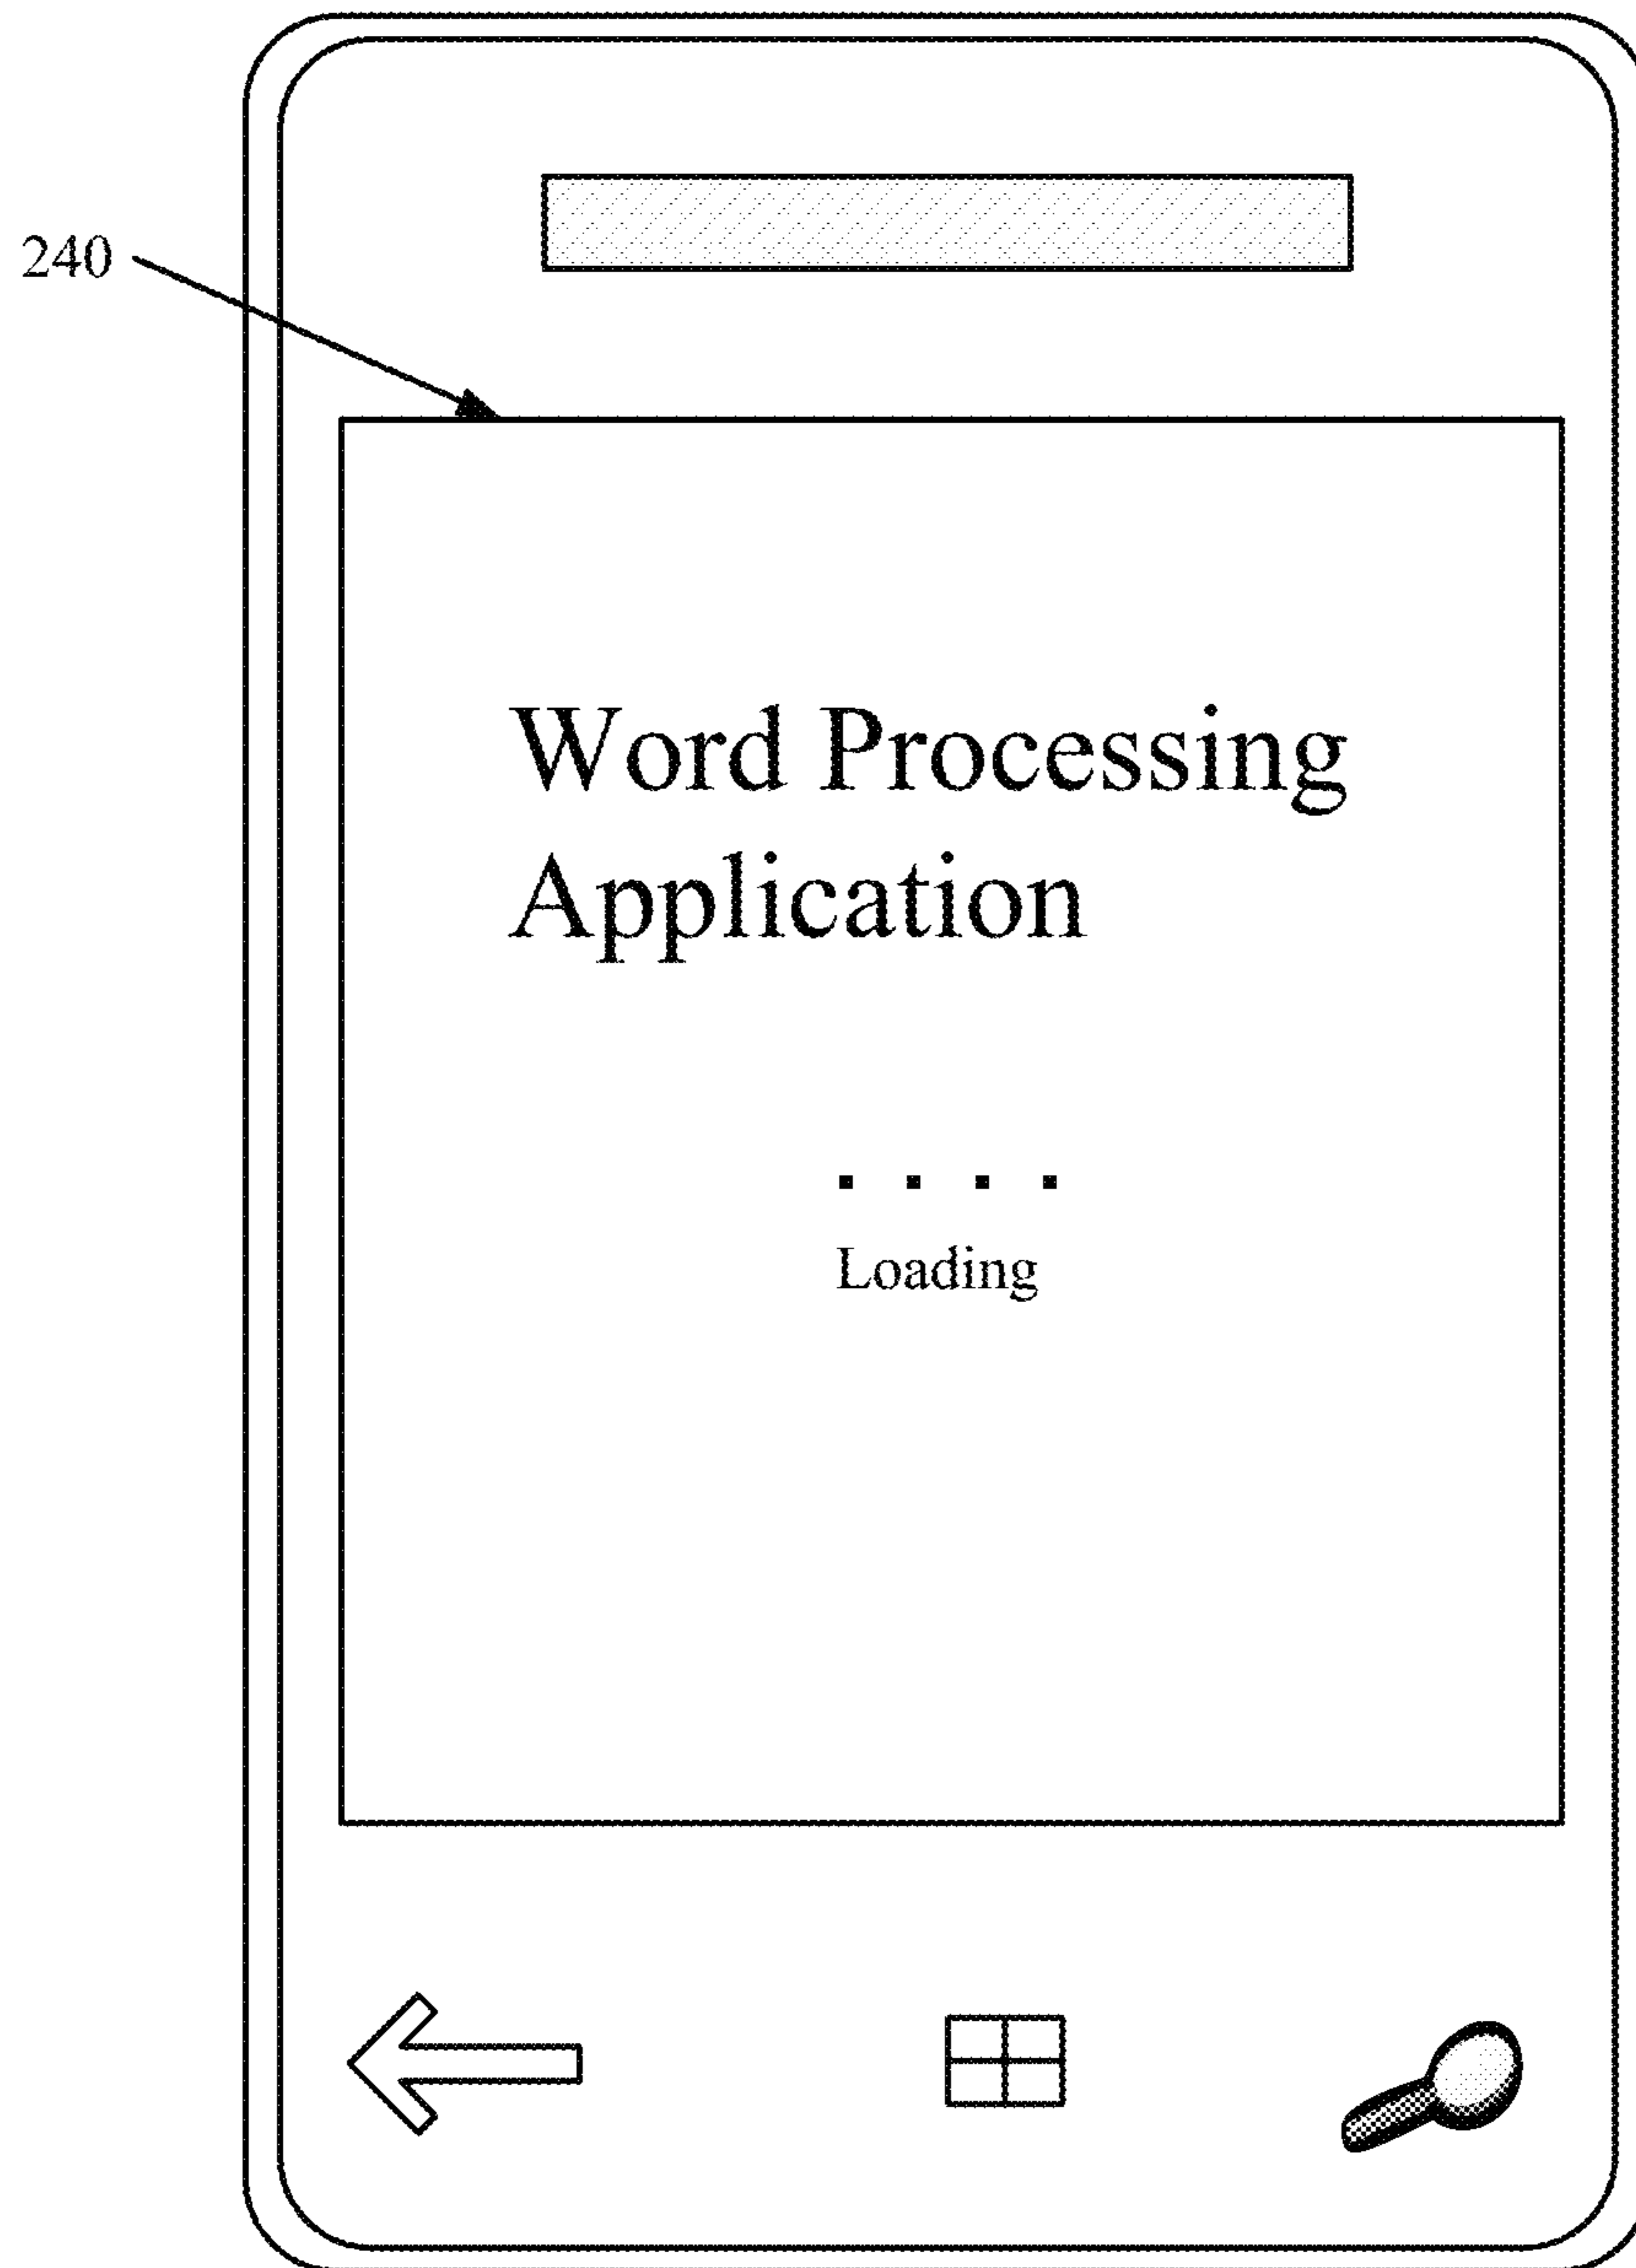 240
Word Processing
Application
. . . .
Loading